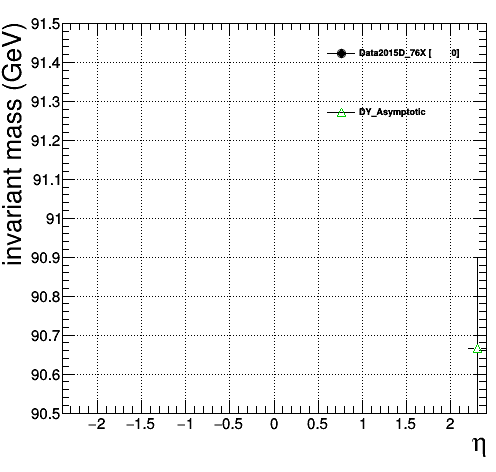 invariant mass (GeV)
91.5
91.4
91.3
91.2
91.1
91
90.9
90.8
90.7
90.6
90.5
Data2015D_76X [ 0]
DY_Asymptotic
−2 −1.5 −1 −0.5 0 0.5 1 1.5 2
η